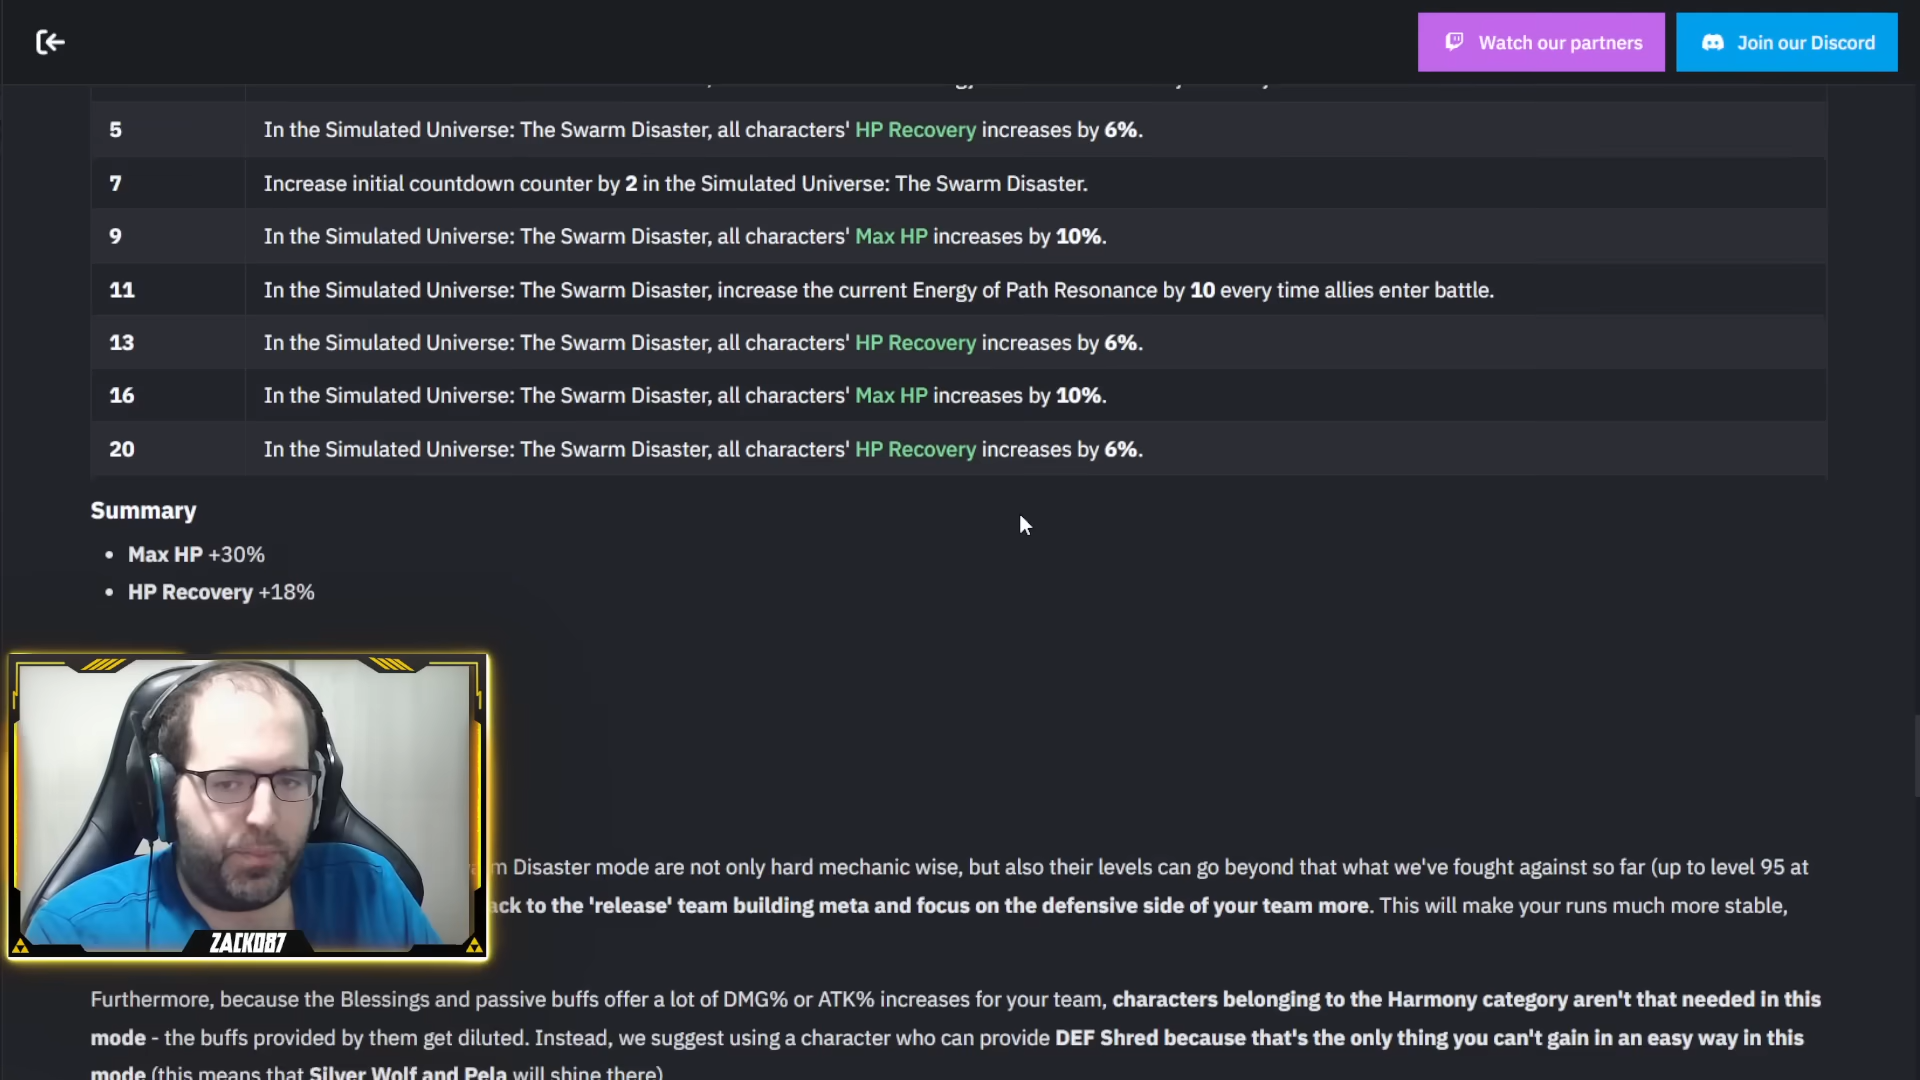 Watch our partners
Join our Discord
5 In the Simulated Universe: The Swarm Disaster, all characters' HP Recovery increases by 6%.
7 Increase initial countdown counter by 2 in the Simulated Universe: The Swarm Disaster.
9 In the Simulated Universe: The Swarm Disaster, all characters' Max HP increases by 10%.
11 In the Simulated Universe: The Swarm Disaster, increase the current Energy of Path Resonance by 10 every time allies enter battle.
13 In the Simulated Universe: The Swarm Disaster, all characters' HP Recovery increases by 6%.
16 In the Simulated Universe: The Swarm Disaster, all characters' Max HP increases by 10%.
20 In the Simulated Universe: The Swarm Disaster, all characters' HP Recovery increases by 6%.
Summary
• Max HP +30%
• HP Recovery +18%
Disaster mode are not only hard mechanic wise, but also their levels can go beyond that what we've fought against so far (up to level 95 at
to the 'release' team building meta and focus on the defensive side of your team more. This will make your runs much more stable,
ZACK087
Furthermore, because the Blessings and passive buffs offer a lot of DMG% or ATK% increases for your team, characters belonging to the Harmony category aren't that needed in this
mode - the buffs provided by them get diluted. Instead, we suggest using a character who can provide DEF Shred because that's the only thing you can't gain in an easy way in this
mode (this means that Silver Wolf and Pela will shine there)